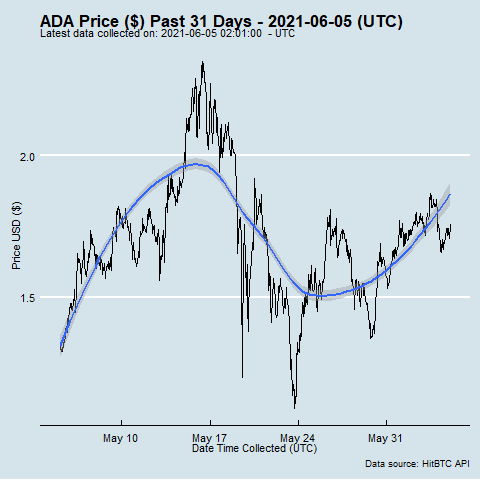 ADA Price ($) Past 31 Days - 2021-06-05 (UTC)
Latest data collected on: 2021-06-05 02:01:00 - UTC
Price USD ($)
2.0
1.5
May 10 May 17 May 24 May 31
Date Time Collected (UTC)
Data source: HitBTC API